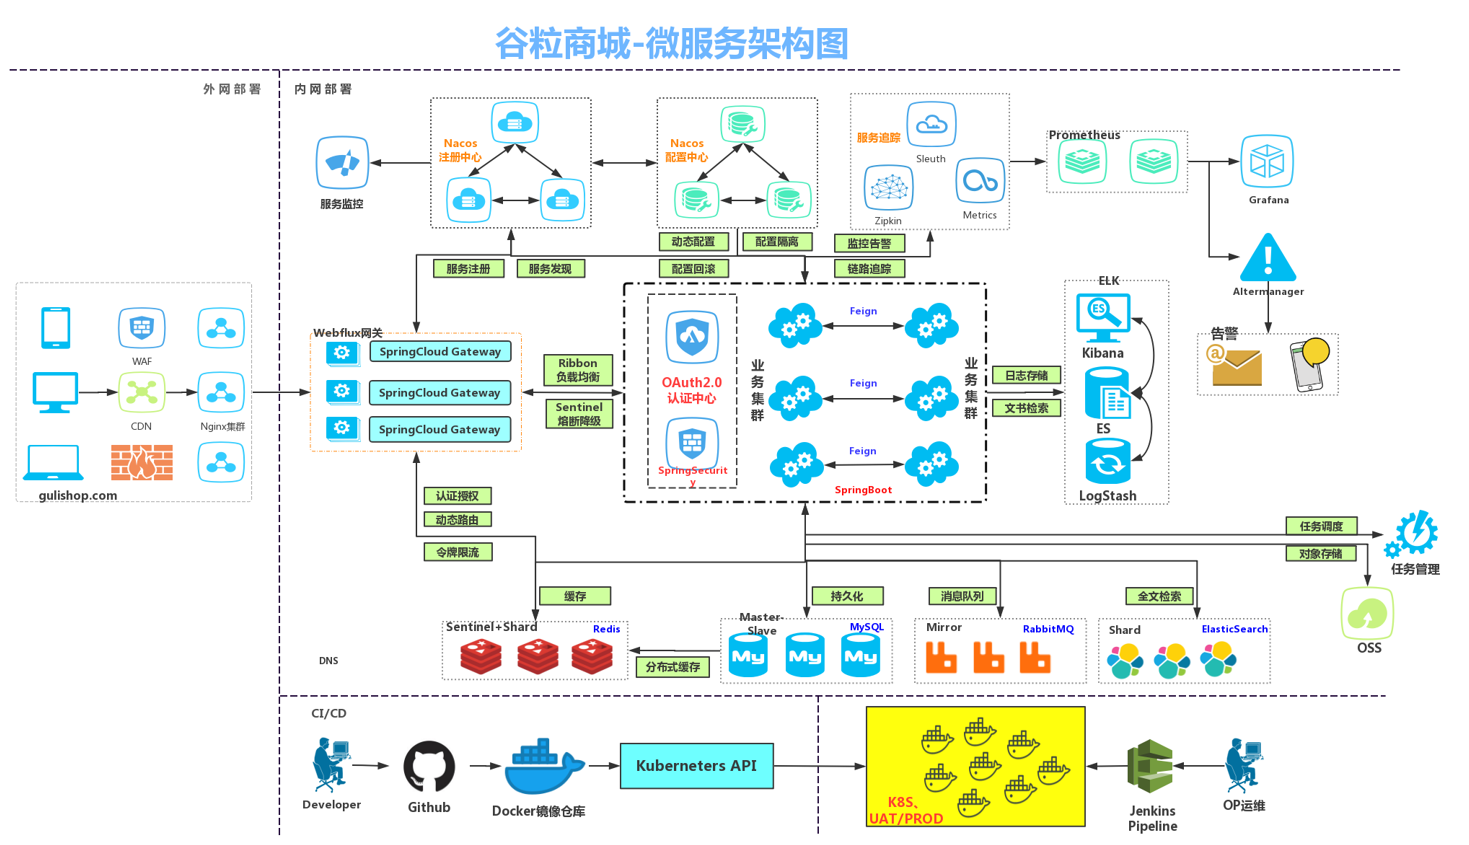 谷粒商城-微服务架构图
外网部署
内网部署
Nacos
注册中心
Nacos
配置中心
服务追踪
Sleuth
Zipkin
Metrics
Prometheus
Grafana
服务监控
动态配置
配置隔离
监控告警
服务注册
服务发现
配置回滚
链路追踪
Altermanager
告警
@
WAF
CDN
Nginx集群
gulishop.com
Webflux网关
SpringCloud Gateway
SpringCloud Gateway
SpringCloud Gateway
Ribbon
负载均衡
Sentinel
熔断降级
OAuth2.0
认证中心
SpringSecurit
y
业务集群
Feign
Feign
Feign
业务集群
SpringBoot
日志存储
文书检索
ELK
ES
Kibana
ES
LogStash
认证授权
动态路由
令牌限流
任务调度
对象存储
任务管理
OSS
缓存
持久化
消息队列
全文检索
Sentinel+Shard
Redis
分布式缓存
Master-
Slave
MySQL
My
My
My
Mirror
RabbitMQ
Shard
ElasticSearch
DNS
CI/CD
Developer
Github
Docker镜像仓库
Kuberneters API
K8S、
UAT/PROD
Jenkins
Pipeline
OP运维